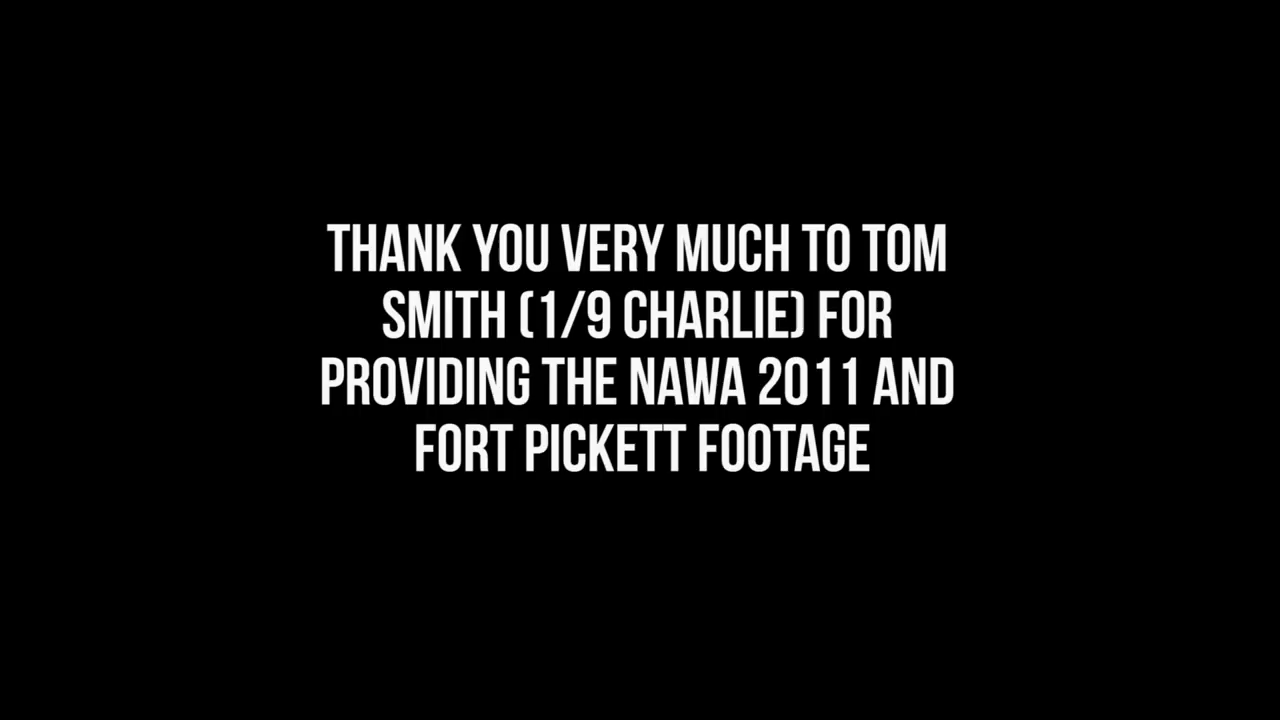 THANK YOU VERY MUCH TO TOM
SMITH (1/9 CHARLIE) FOR
PROVIDING THE NAWA 2011 AND
FORT PICKETT FOOTAGE